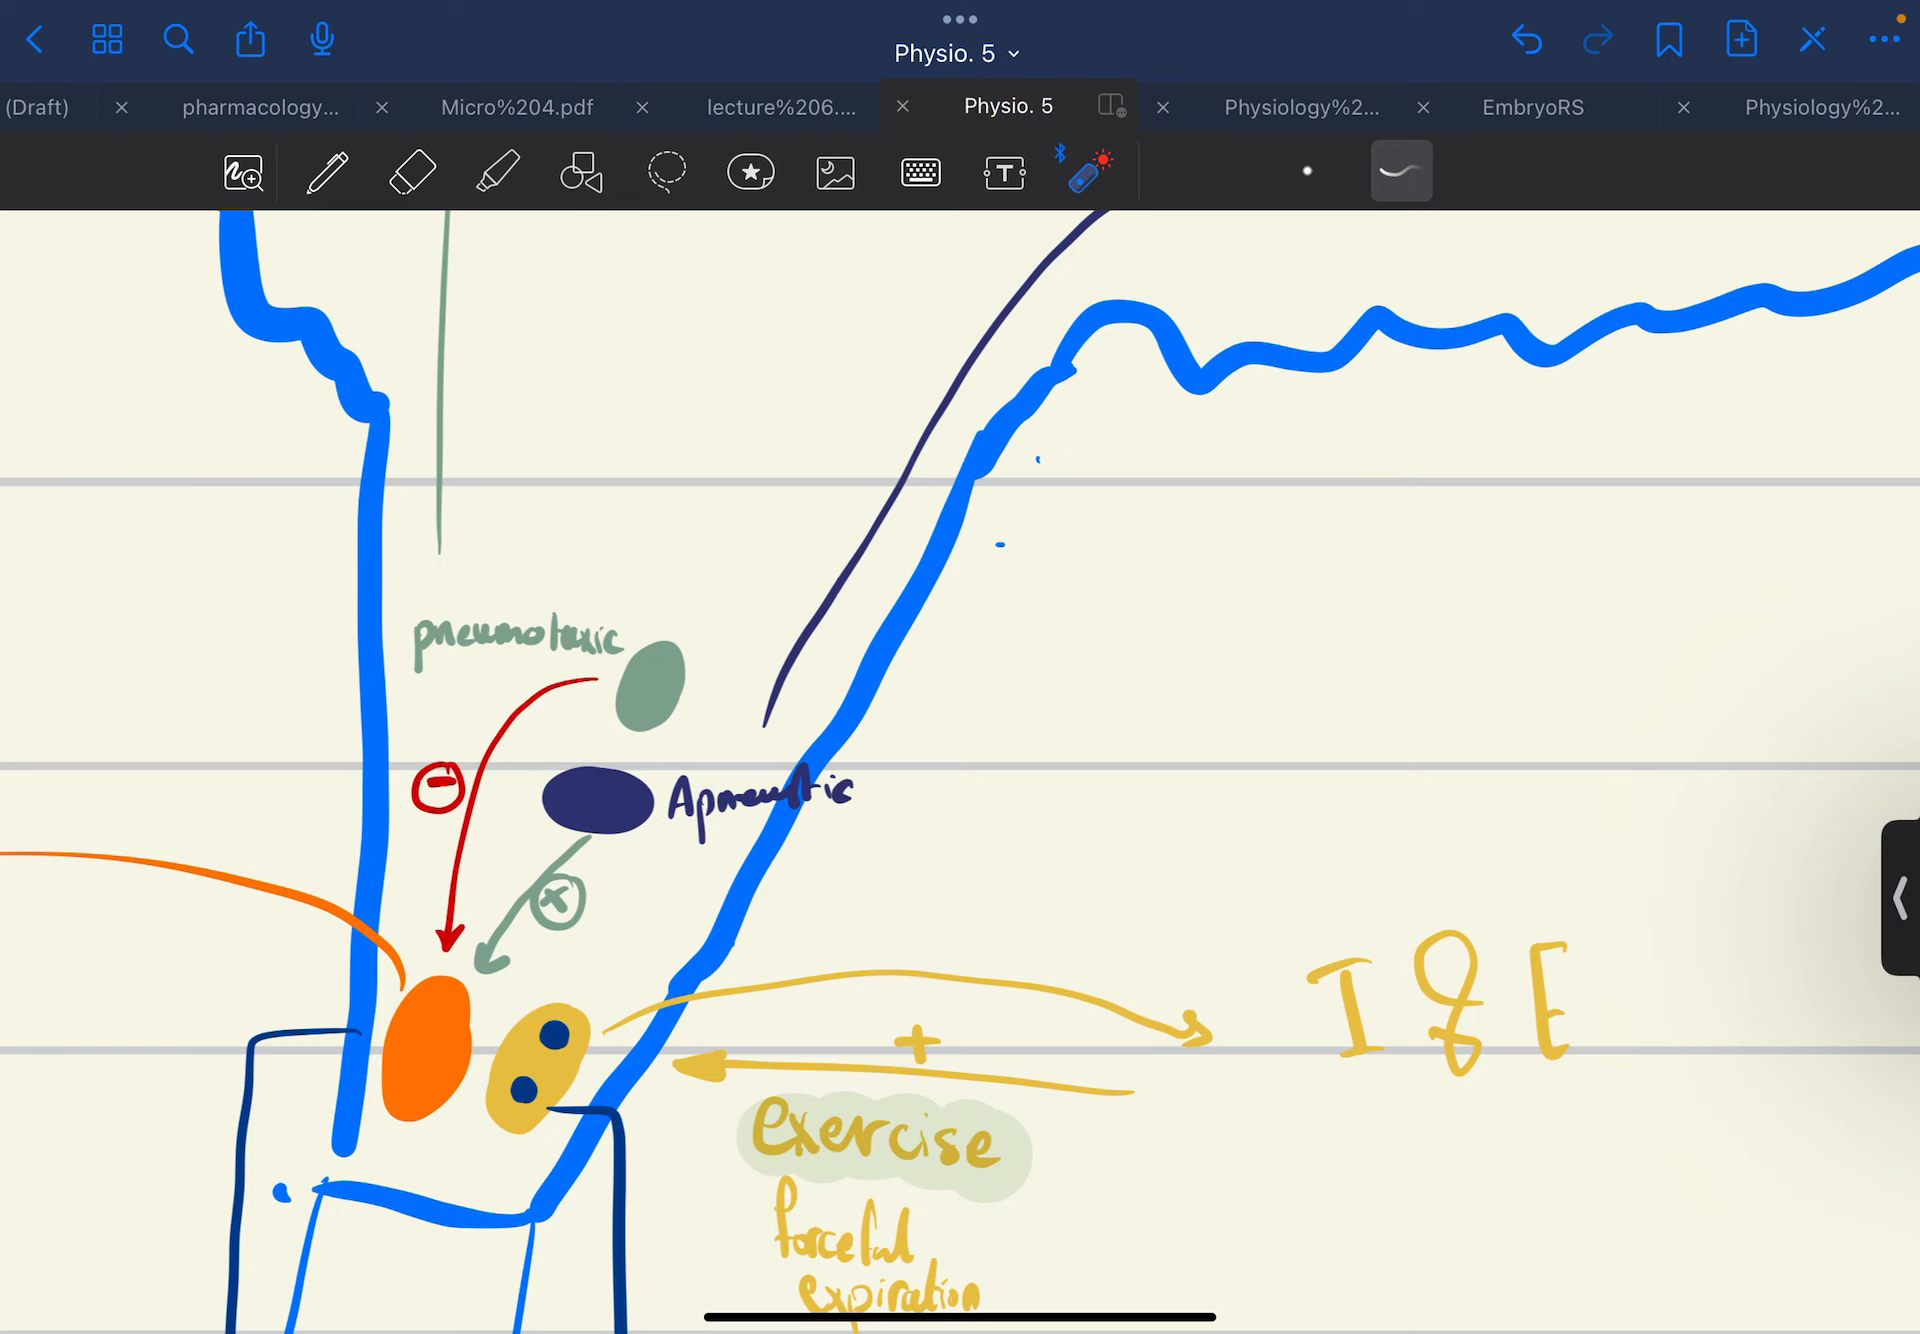 Physio. 5
(Draft)
pharmacology...
Micro%204.pdf
lecture%206....
Physio. 5
Physiology%2...
EmbryoRS
Physiology%2...
T
pneumotaxic
−
Apneustic
+
I & E
+
exercise
forceful
expiration